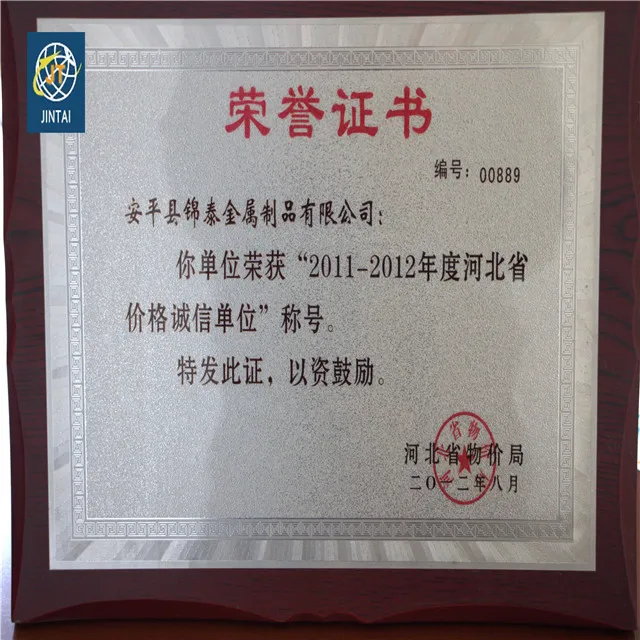 JINTAI
荣誉证书
编号：00889
安平县锦泰金属制品有限公司：
你单位荣获“2011-2012年度河北省
价格诚信单位”称号。
特发此证，以资鼓励。
河北省物价局
二〇一二年八月